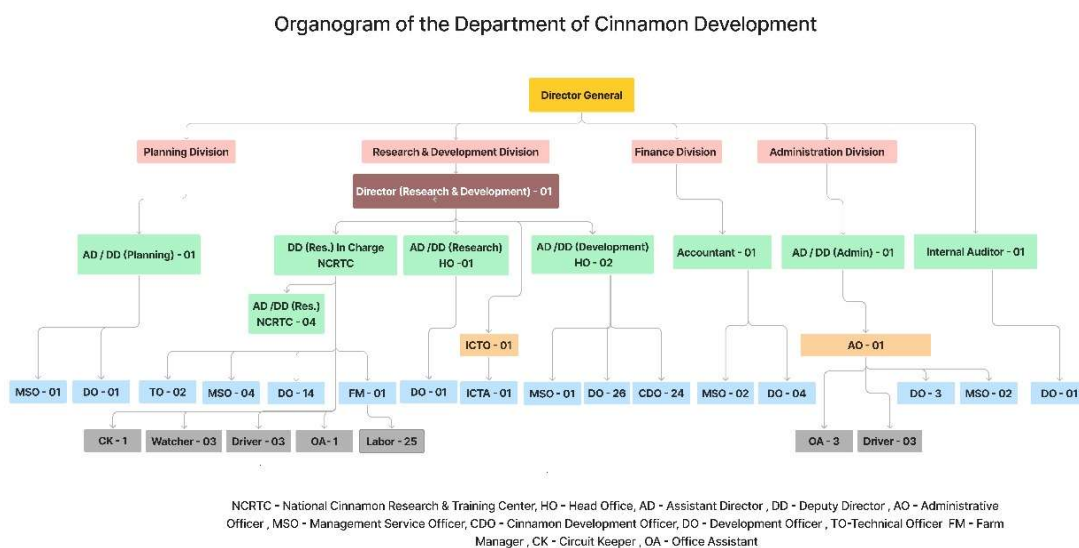 Organogram of the Department of Cinnamon Development
Director General
Planning Division
Research & Development Division
Finance Division
Administration Division
Director (Research & Development) - 01
AD / DD (Planning) - 01
DD (Res.) In Charge
NCRTC
AD /DD (Research)
HO -01
AD /DD (Development)
HO - 02
Accountant - 01
AD / DD (Admin) - 01
Internal Auditor - 01
AD /DD (Res.)
NCRTC - 04
ICTO - 01
AO - 01
MSO - 01
DO - 01
TO - 02
MSO - 04
DO - 14
FM - 01
DO - 01
ICTA - 01
MSO - 01
DO - 26
CDO - 24
MSO - 02
DO - 04
DO - 3
MSO - 02
DO - 01
CK - 1
Watcher - 03
Driver - 03
OA- 1
Labor - 25
OA - 3
Driver - 03
NCRTC - National Cinnamon Research & Training Center, HO - Head Office, AD - Assistant Director , DD - Deputy Director , AO - Administrative
Officer , MSO - Management Service Officer, CDO - Cinnamon Development Officer, DO - Development Officer , TO-Technical Officer FM - Farm
Manager , CK - Circuit Keeper , OA - Office Assistant